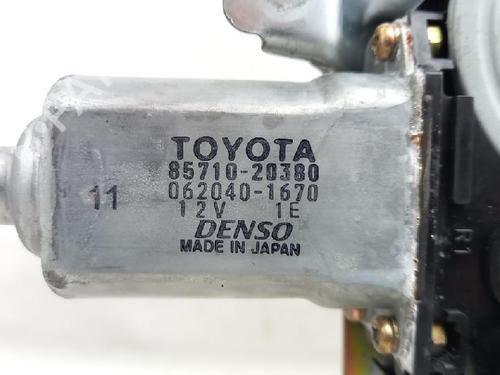 TOYOTA
85710-20380
062040-1670
11
12V 1E
DENSO
MADE IN JAPAN
R1